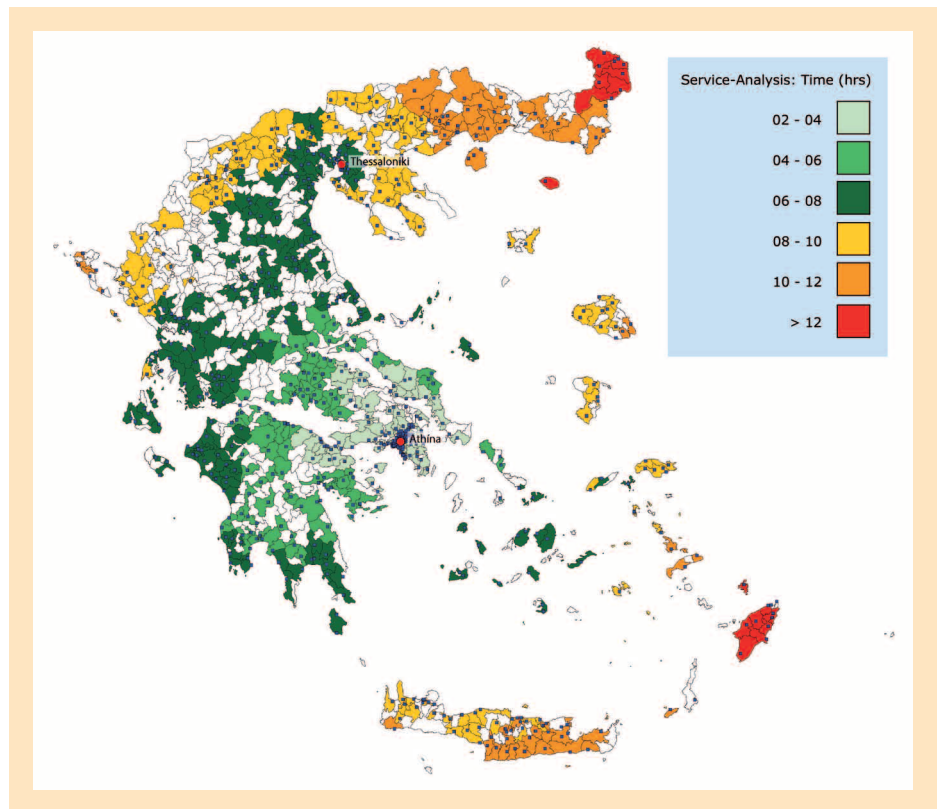 Service-Analysis: Time (hrs)
02 - 04
04 - 06
06 - 08
08 - 10
10 - 12
> 12
Thessaloniki
Athina